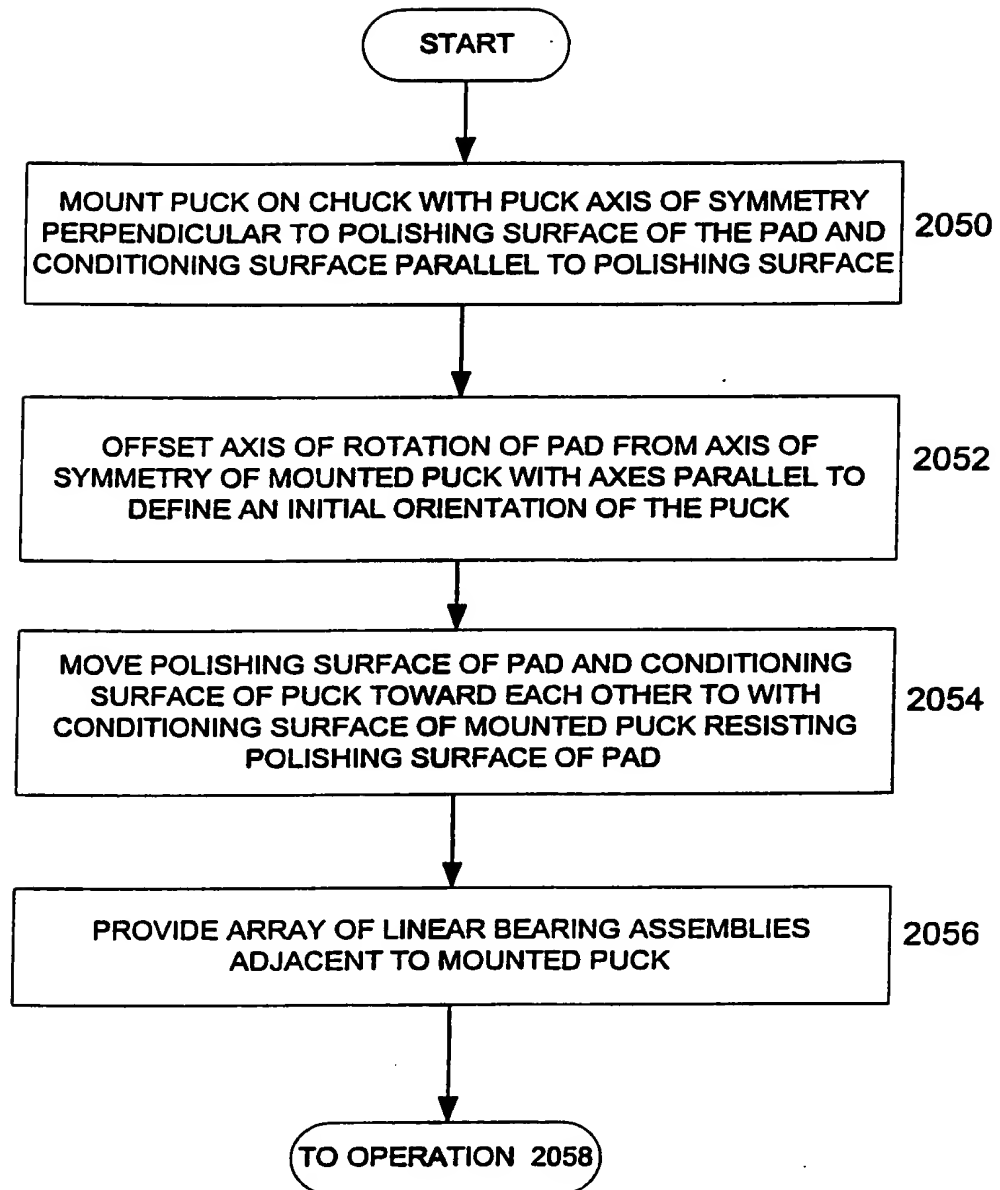 START
MOUNT PUCK ON CHUCK WITH PUCK AXIS OF SYMMETRY
PERPENDICULAR TO POLISHING SURFACE OF THE PAD AND
CONDITIONING SURFACE PARALLEL TO POLISHING SURFACE
2050
OFFSET AXIS OF ROTATION OF PAD FROM AXIS OF
SYMMETRY OF MOUNTED PUCK WITH AXES PARALLEL TO
DEFINE AN INITIAL ORIENTATION OF THE PUCK
2052
MOVE POLISHING SURFACE OF PAD AND CONDITIONING
SURFACE OF PUCK TOWARD EACH OTHER TO WITH
CONDITIONING SURFACE OF MOUNTED PUCK RESISTING
POLISHING SURFACE OF PAD
2054
PROVIDE ARRAY OF LINEAR BEARING ASSEMBLIES
ADJACENT TO MOUNTED PUCK
2056
TO OPERATION 2058